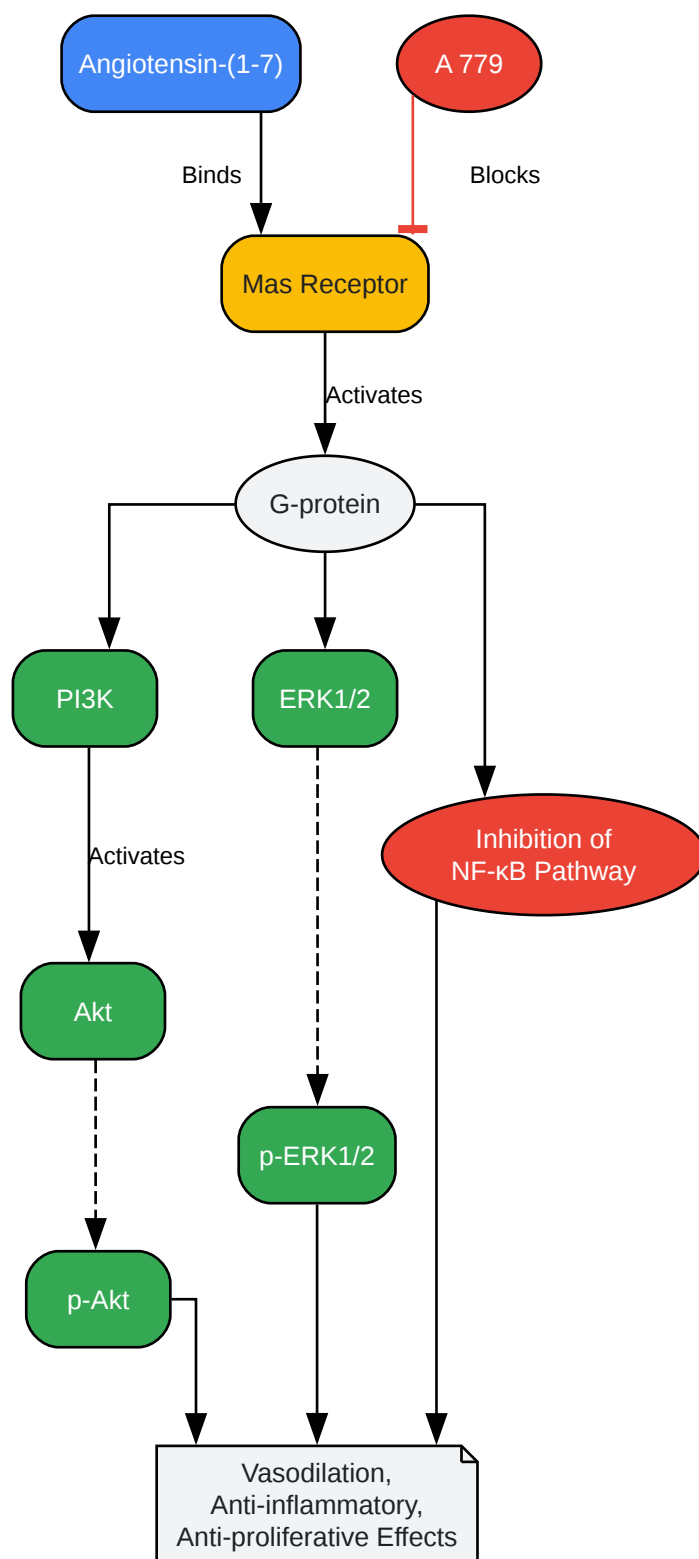 Angiotensin-(1-7)
A 779
Binds
Blocks
Mas Receptor
Activates
G-protein
PI3K
ERK1/2
Inhibition of
NF-κB Pathway
Activates
Akt
p-ERK1/2
p-Akt
Vasodilation,
Anti-inflammatory,
Anti-proliferative Effects